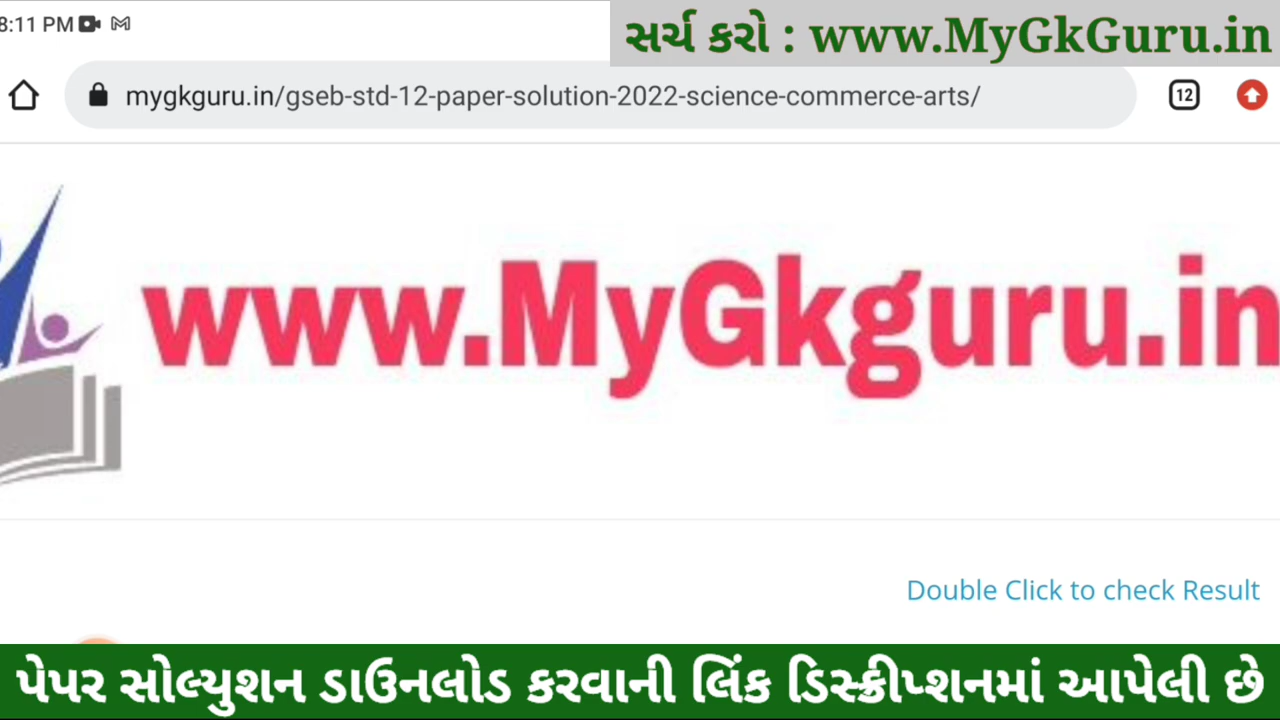 8:11 PM
સર્ચ કરો : www.MyGkGuru.in
mygkguru.in/gseb-std-12-paper-solution-2022-science-commerce-arts/
12
www.MyGkguru.in
Double Click to check Result
પેપર સોલ્યુશન ડાઉનલોડ કરવાની લિંક ડિસ્ક્રીપ્શનમાં આપેલી છે